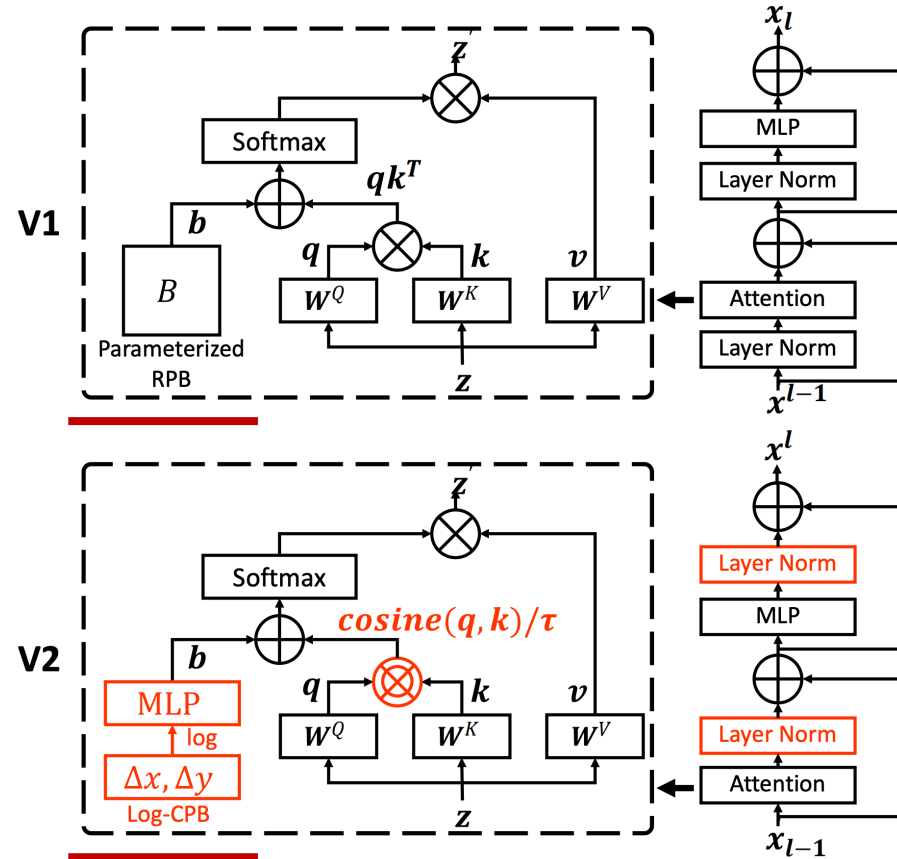 V1
z'
Softmax
qk^T
b
q
k
v
B
W^Q
W^K
W^V
Parameterized
RPB
z
x_l
MLP
Layer Norm
Attention
Layer Norm
x^{l-1}
V2
z'
Softmax
cosine(q, k)/τ
b
q
k
v
MLP
log
Δx, Δy
Log-CPB
W^Q
W^K
W^V
z
x^l
Layer Norm
MLP
Layer Norm
Attention
x_{l-1}